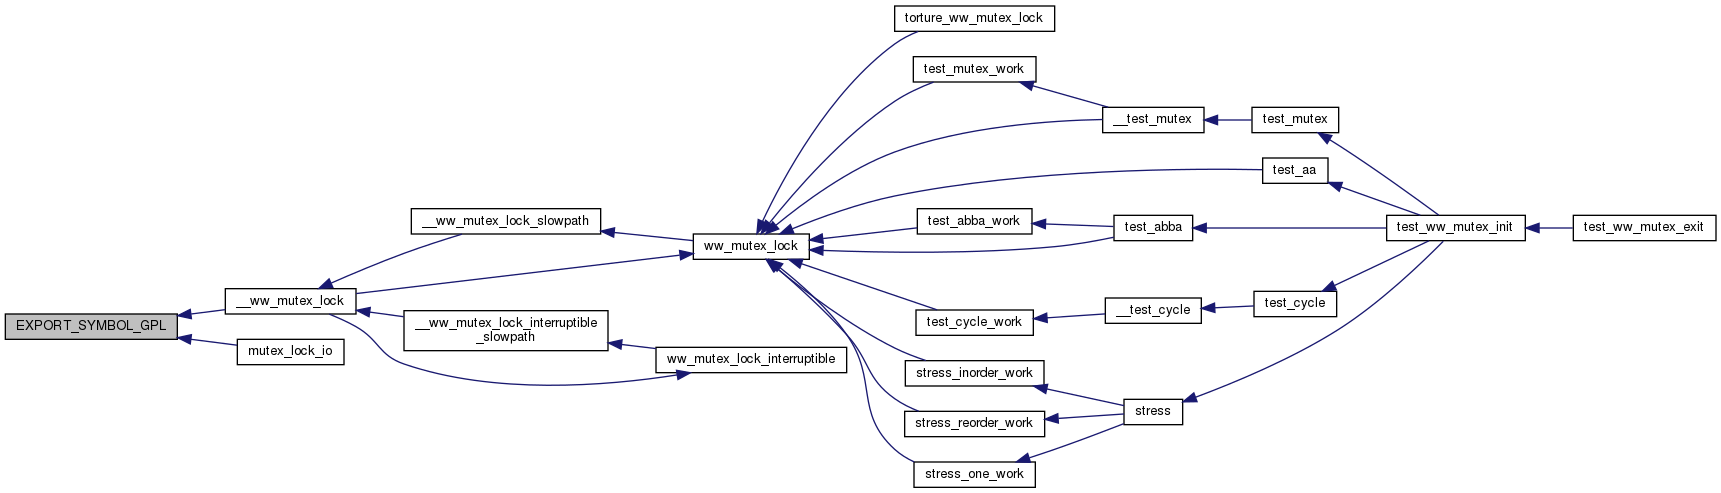 torture_ww_mutex_lock
test_mutex_work
__test_mutex
test_mutex
test_aa
__ww_mutex_lock_slowpath
test_abba_work
test_abba
test_ww_mutex_init
test_ww_mutex_exit
ww_mutex_lock
__ww_mutex_lock
test_cycle_work
__test_cycle
test_cycle
EXPORT_SYMBOL_GPL
__ww_mutex_lock_interruptible
_slowpath
mutex_lock_io
ww_mutex_lock_interruptible
stress_inorder_work
stress_reorder_work
stress
stress_one_work